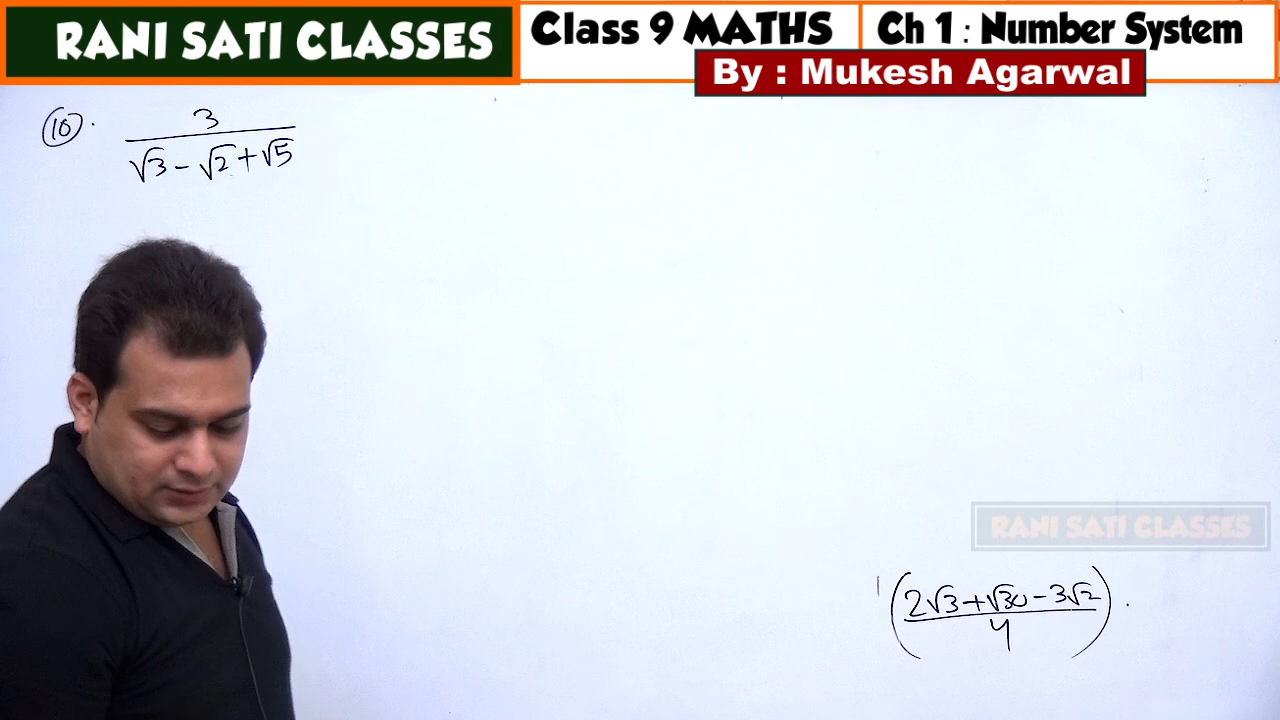 RANI SATI CLASSES
Class 9 MATHS
Ch 1 : Number System
By : Mukesh Agarwal
(10). 3 / (√3 - √2 + √5)
RANI SATI CLASSES
((2√3 + √30 - 3√2) / 4).